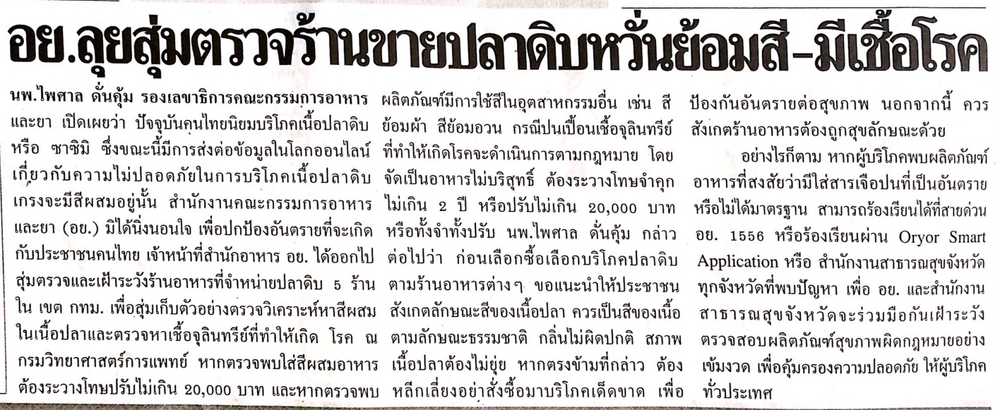 อย.ลุยสุ่มตรวจร้านขายปลาดิบหวั่นย้อมสี-มีเชื้อโรค
นพ.ไพศาล ดั่นคุ้ม รองเลขาธิการคณะกรรมการอาหาร
และยา เปิดเผยว่า ปัจจุบันคนไทยนิยมบริโภคเนื้อปลาดิบ
หรือ ซาซิมิ ซึ่งขณะนี้มีการส่งต่อข้อมูลในโลกออนไลน์
เกี่ยวกับความไม่ปลอดภัยในการบริโภคเนื้อปลาดิบ
เกรงจะมีสีผสมอยู่นั้น สำนักงานคณะกรรมการอาหาร
และยา (อย.) มิได้นิ่งนอนใจ เพื่อปกป้องอันตรายที่จะเกิด
กับประชาชนคนไทย เจ้าหน้าที่สำนักอาหาร อย. ได้ออกไป
สุ่มตรวจและเฝ้าระวังร้านอาหารที่จำหน่ายปลาดิบ 5 ร้าน
ใน เขต กทม. เพื่อสุ่มเก็บตัวอย่างตรวจวิเคราะห์หาสีผสม
ในเนื้อปลาและตรวจหาเชื้อจุลินทรีย์ที่ทำให้เกิด โรค ณ
กรมวิทยาศาสตร์การแพทย์ หากตรวจพบใส่สีผสมอาหาร
ต้องระวางโทษปรับไม่เกิน 20,000 บาท และหากตรวจพบ
ผลิตภัณฑ์มีการใช้สีในอุตสาหกรรมอื่น เช่น สี
ย้อมผ้า สีย้อมอวน กรณีปนเปื้อนเชื้อจุลินทรีย์
ที่ทำให้เกิดโรคจะดำเนินการตามกฎหมาย โดย
จัดเป็นอาหารไม่บริสุทธิ์ ต้องระวางโทษจำคุก
ไม่เกิน 2 ปี หรือปรับไม่เกิน 20,000 บาท
หรือทั้งจำทั้งปรับ นพ.ไพศาล ดั่นคุ้ม กล่าว
ต่อไปว่า ก่อนเลือกซื้อเลือกบริโภคปลาดิบ
ตามร้านอาหารต่างๆ ขอแนะนำให้ประชาชน
สังเกตลักษณะสีของเนื้อปลา ควรเป็นสีของเนื้อ
ตามลักษณะธรรมชาติ กลิ่นไม่ผิดปกติ สภาพ
เนื้อปลาต้องไม่ยุ่ย หากตรงข้ามที่กล่าว ต้อง
หลีกเลี่ยงอย่าสั่งซื้อมาบริโภคเด็ดขาด เพื่อ
ป้องกันอันตรายต่อสุขภาพ นอกจากนี้ ควร
สังเกตร้านอาหารต้องถูกสุขลักษณะด้วย
อย่างไรก็ตาม หากผู้บริโภคพบผลิตภัณฑ์
อาหารที่สงสัยว่ามีใส่สารเจือปนที่เป็นอันตราย
หรือไม่ได้มาตรฐาน สามารถร้องเรียนได้ที่สายด่วน
อย. 1556 หรือร้องเรียนผ่าน Oryor Smart
Application หรือ สำนักงานสาธารณสุขจังหวัด
ทุกจังหวัดที่พบปัญหา เพื่อ อย. และสำนักงาน
สาธารณสุขจังหวัดจะร่วมมือกันเฝ้าระวัง
ตรวจสอบผลิตภัณฑ์สุขภาพผิดกฎหมายอย่าง
เข้มงวด เพื่อคุ้มครองความปลอดภัย ให้ผู้บริโภค
ทั่วประเทศ